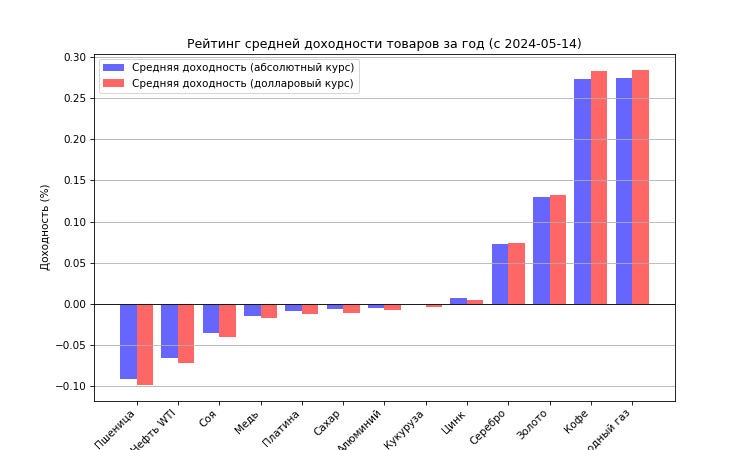 Рейтинг средней доходности товаров за год (с 2024-05-14)
Средняя доходность (абсолютный курс)
Средняя доходность (долларовый курс)
Доходность (%)
0.30
0.25
0.20
0.15
0.10
0.05
0.00
−0.05
−0.10
Пшеница
Нефть WTI
Соя
Медь
Платина
Сахар
Алюминий
Кукуруза
Цинк
Серебро
Золото
Кофе
одный газ